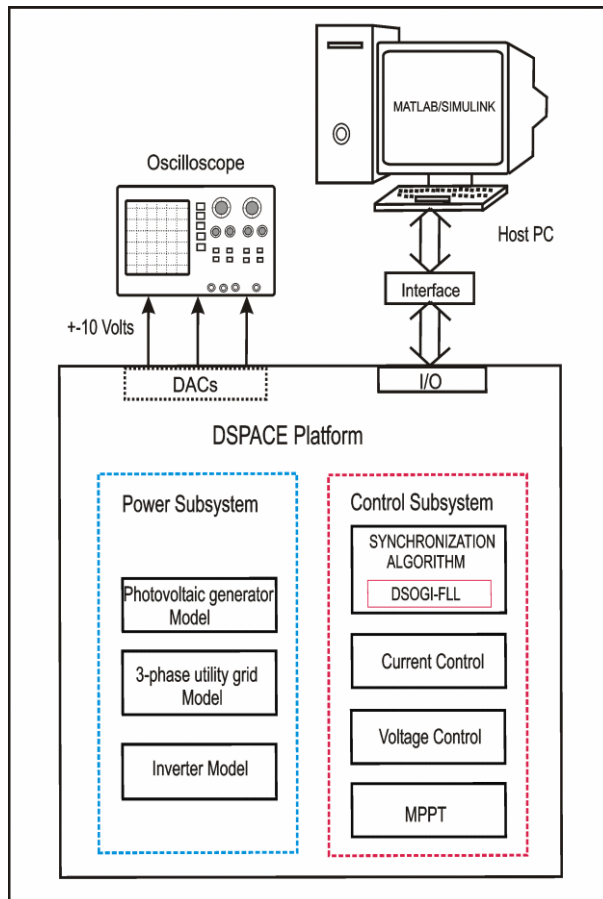 MATLAB/SIMULINK
Oscilloscope
Host PC
Interface
+-10 Volts
DACs
I/O
DSPACE Platform
Power Subsystem
Photovoltaic generator
Model
3-phase utility grid
Model
Inverter Model
Control Subsystem
SYNCHRONIZATION
ALGORITHM
DSOGI-FLL
Current Control
Voltage Control
MPPT